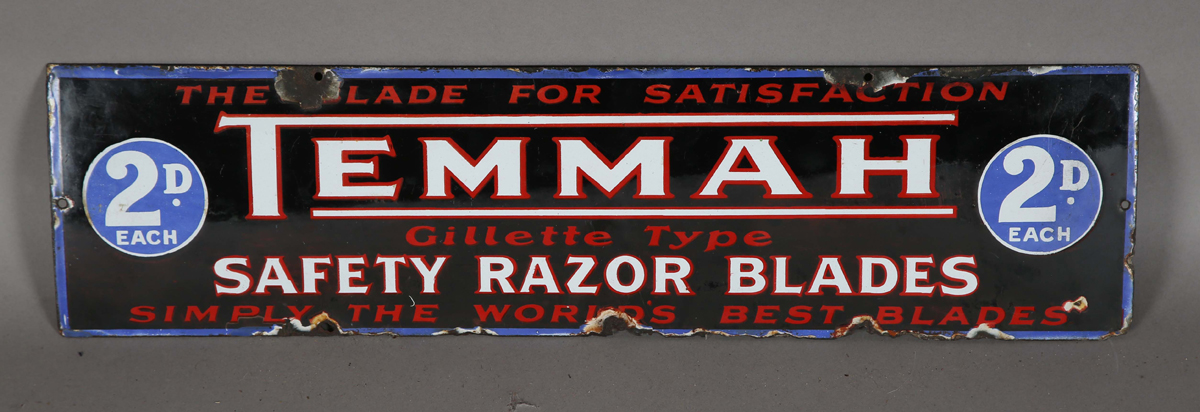 THE BLADE FOR SATISFACTION
TEMMAH
2D.
EACH
2D.
EACH
Gillette Type
SAFETY RAZOR BLADES
SIMPLY THE WORLD'S BEST BLADES